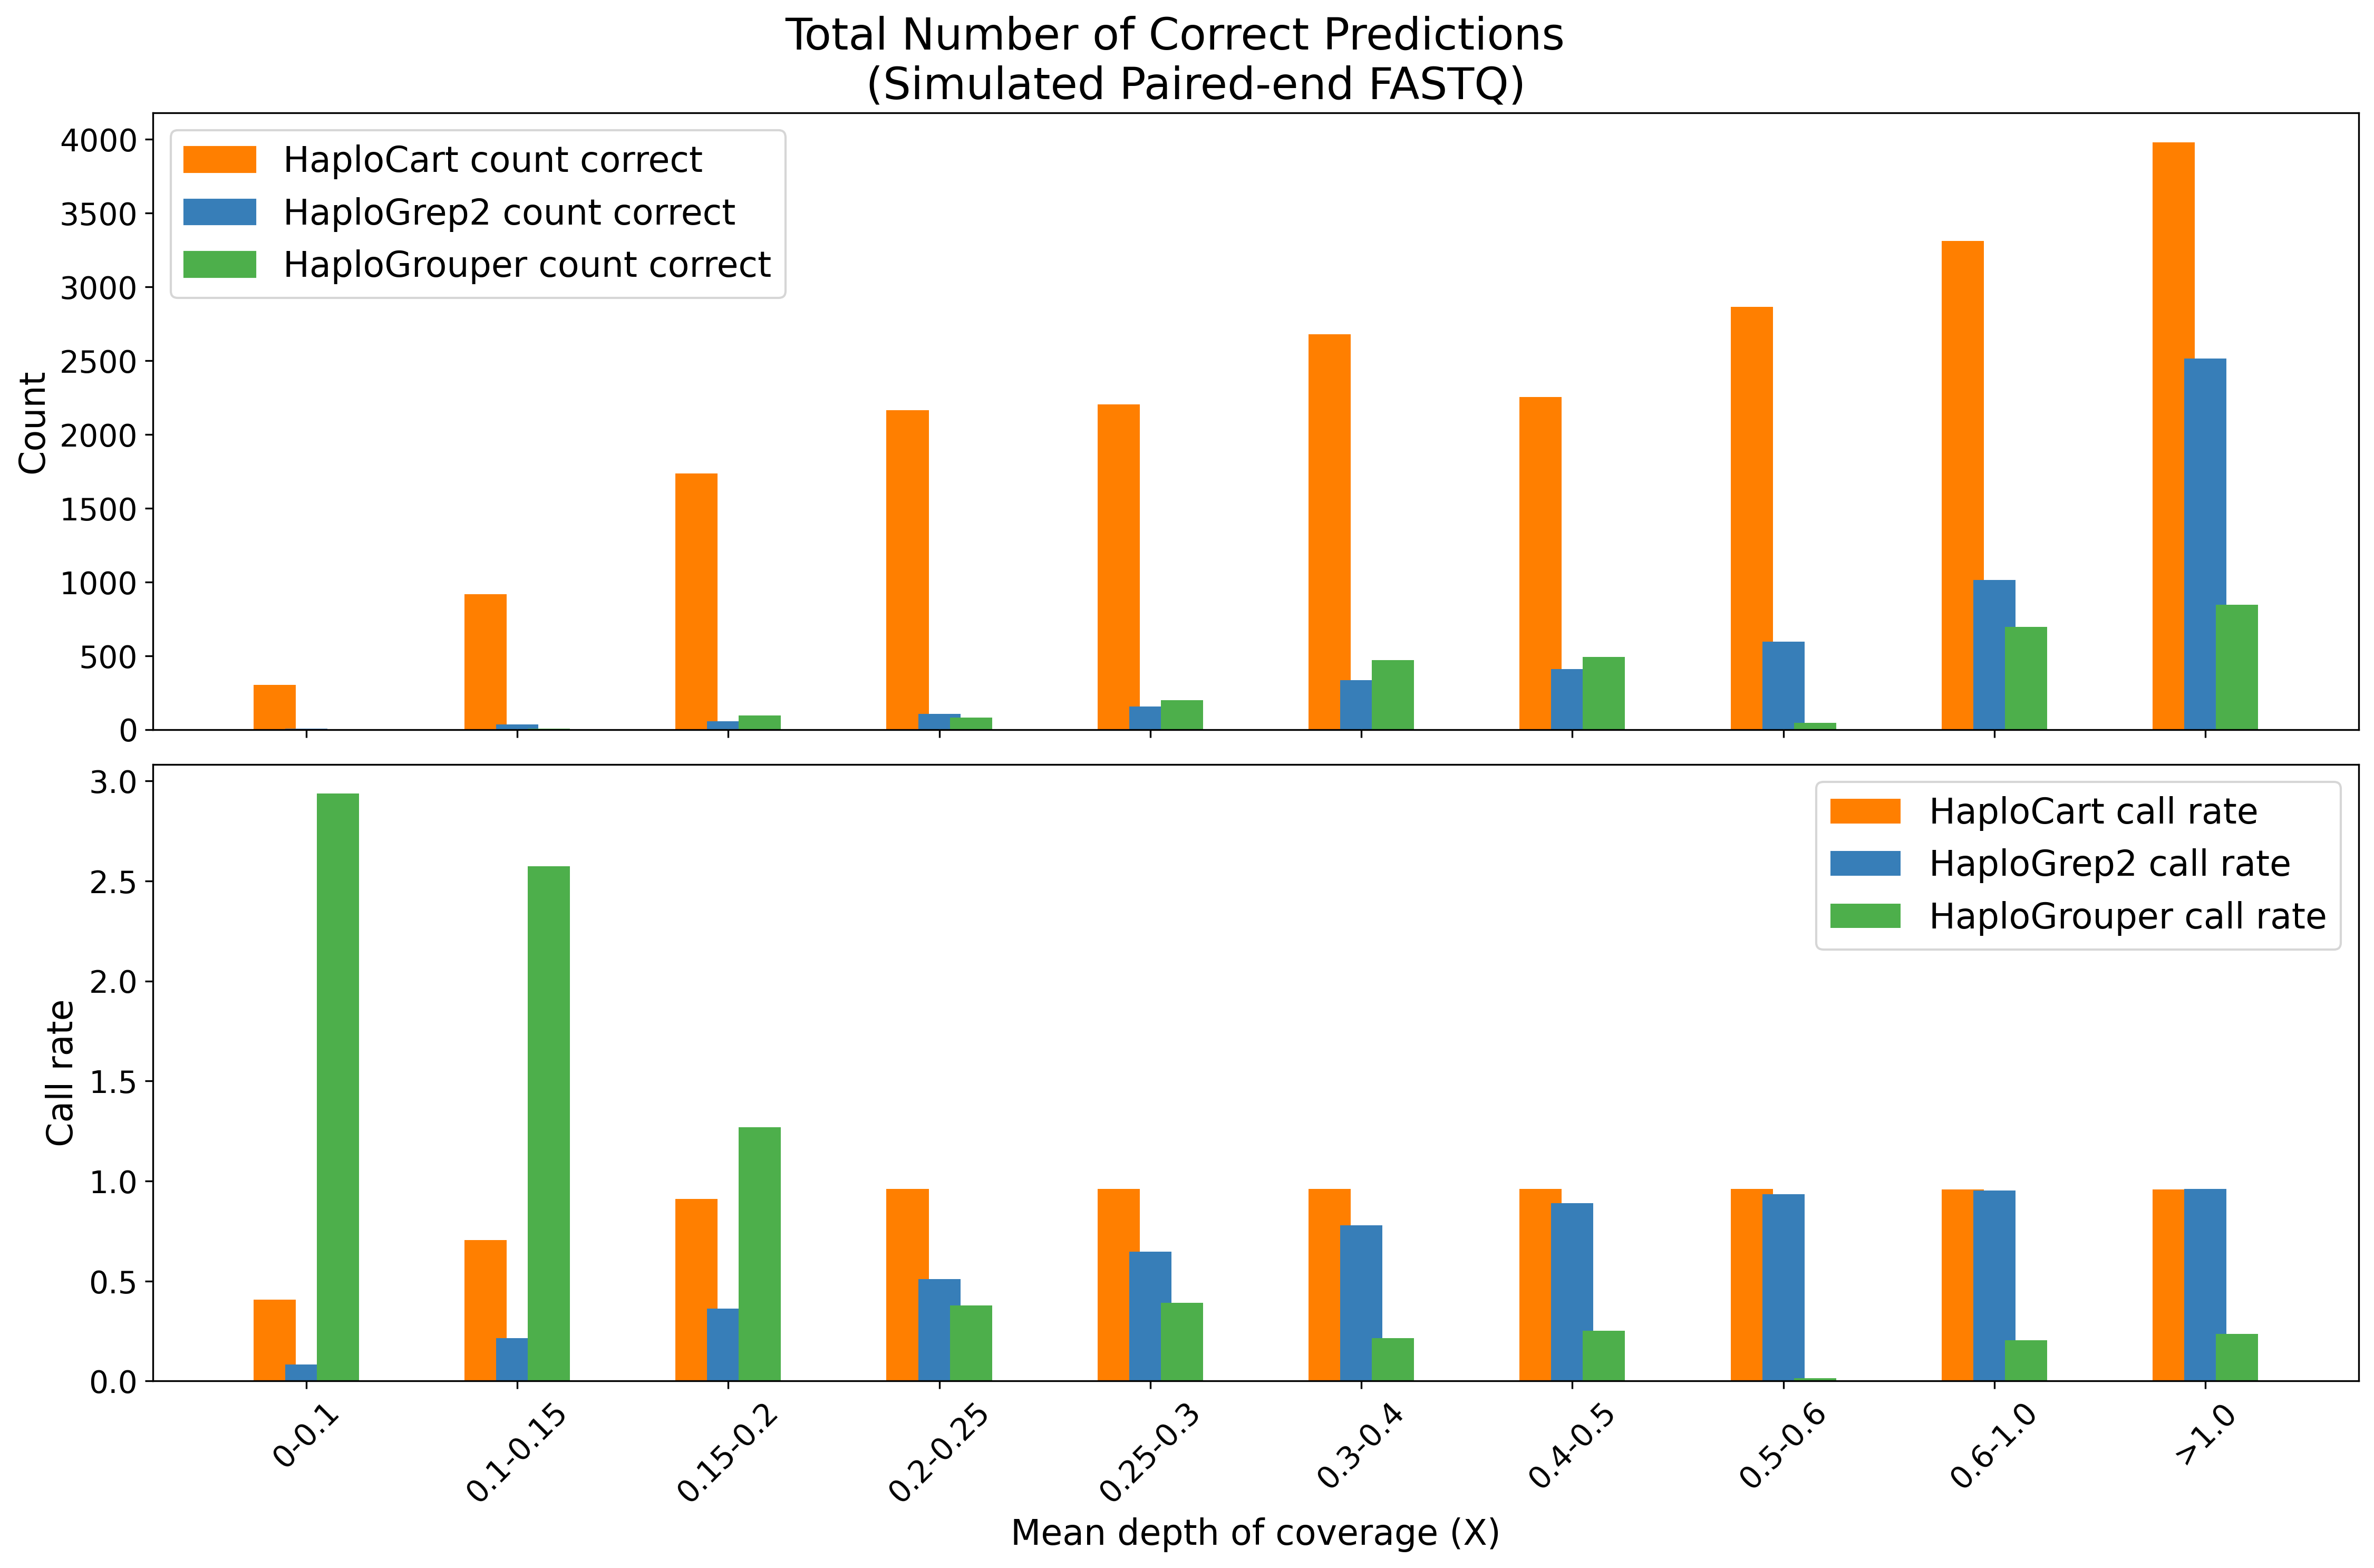 Total Number of Correct Predictions
(Simulated Paired-end FASTQ)
HaploCart count correct
HaploGrep2 count correct
HaploGrouper count correct
4000
3500
3000
2500
2000
1500
1000
500
0
Count
HaploCart call rate
HaploGrep2 call rate
HaploGrouper call rate
3.0
2.5
2.0
1.5
1.0
0.5
0.0
Call rate
0-0.1
0.1-0.15
0.15-0.2
0.2-0.25
0.25-0.3
0.3-0.4
0.4-0.5
0.5-0.6
0.6-1.0
>1.0
Mean depth of coverage (X)